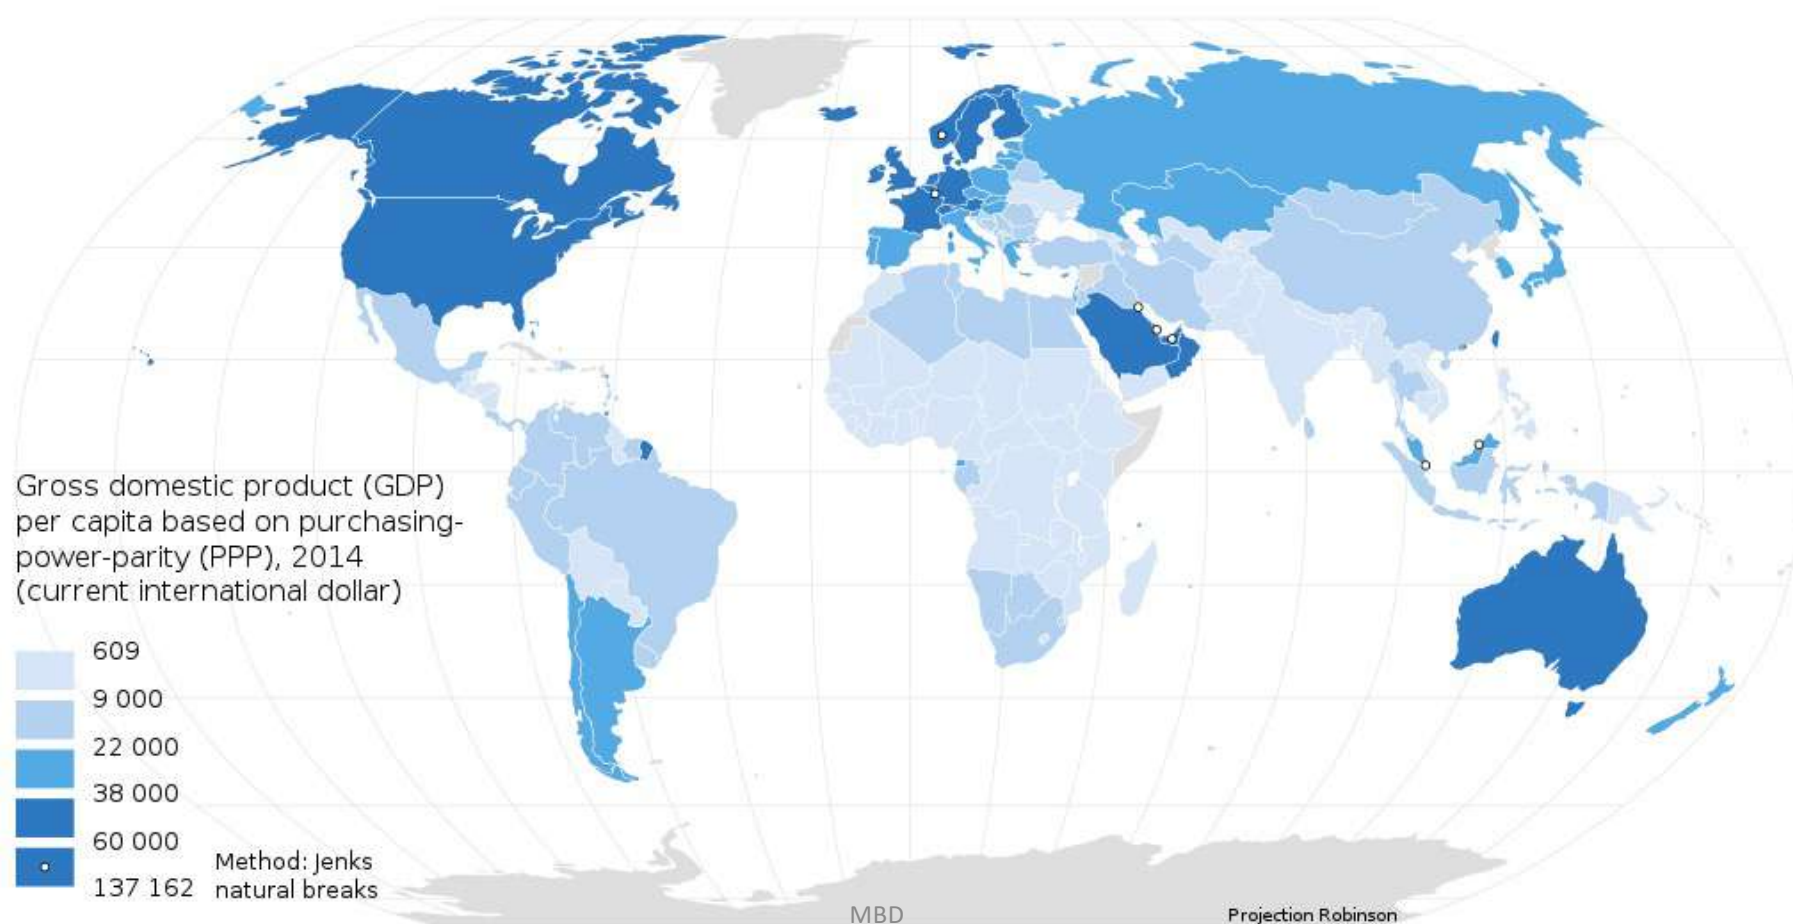 Gross domestic product (GDP)
per capita based on purchasing-
power-parity (PPP), 2014
(current international dollar)
609
9 000
22 000
38 000
60 000
137 162
Method: Jenks
natural breaks
MBD
Projection Robinson